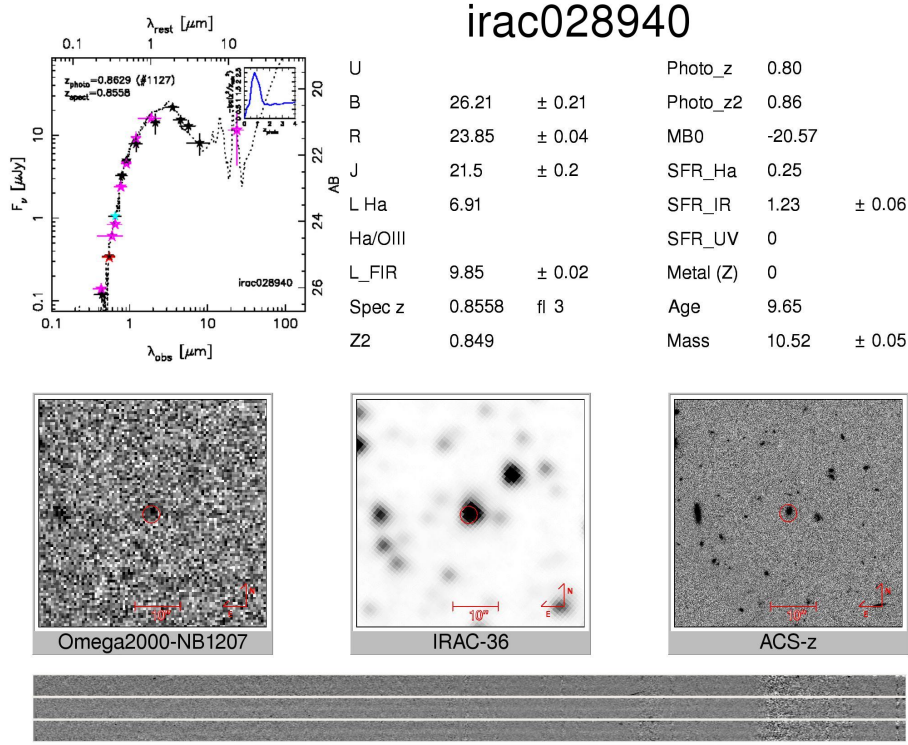 irac028940
λrest [μm]
0.1 1 10
zphoto=0.8629 (#1127)
zspect=0.8558
20
22
24
26
AB
10
1
0.1
Fν [μJy]
irac028940
0.1 1 10 100
λobs [μm]
U
B 26.21 ± 0.21
R 23.85 ± 0.04
J 21.5 ± 0.2
L Ha 6.91
Ha/OIII
L_FIR 9.85 ± 0.02
Spec z 0.8558 fl 3
Z2 0.849
Photo_z 0.80
Photo_z2 0.86
MB0 -20.57
SFR_Ha 0.25
SFR_IR 1.23 ± 0.06
SFR_UV 0
Metal (Z) 0
Age 9.65
Mass 10.52 ± 0.05
N
E
10"
Omega2000-NB1207
N
E
10"
IRAC-36
N
E
10"
ACS-z